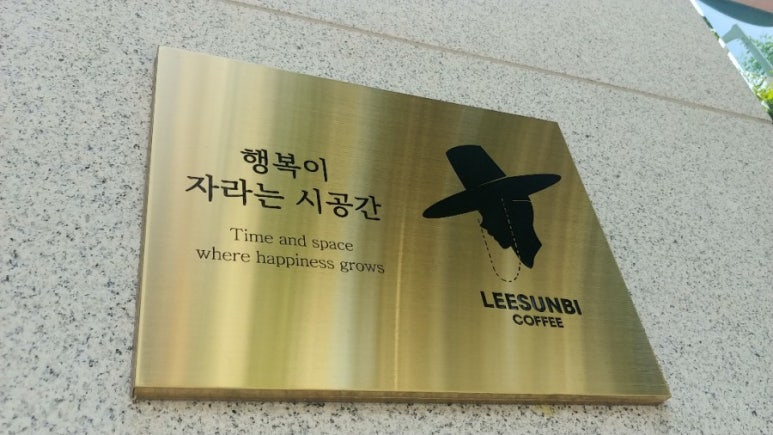 행복이
자라는 시공간
Time and space
where happiness grows
LEESUNBI
COFFEE